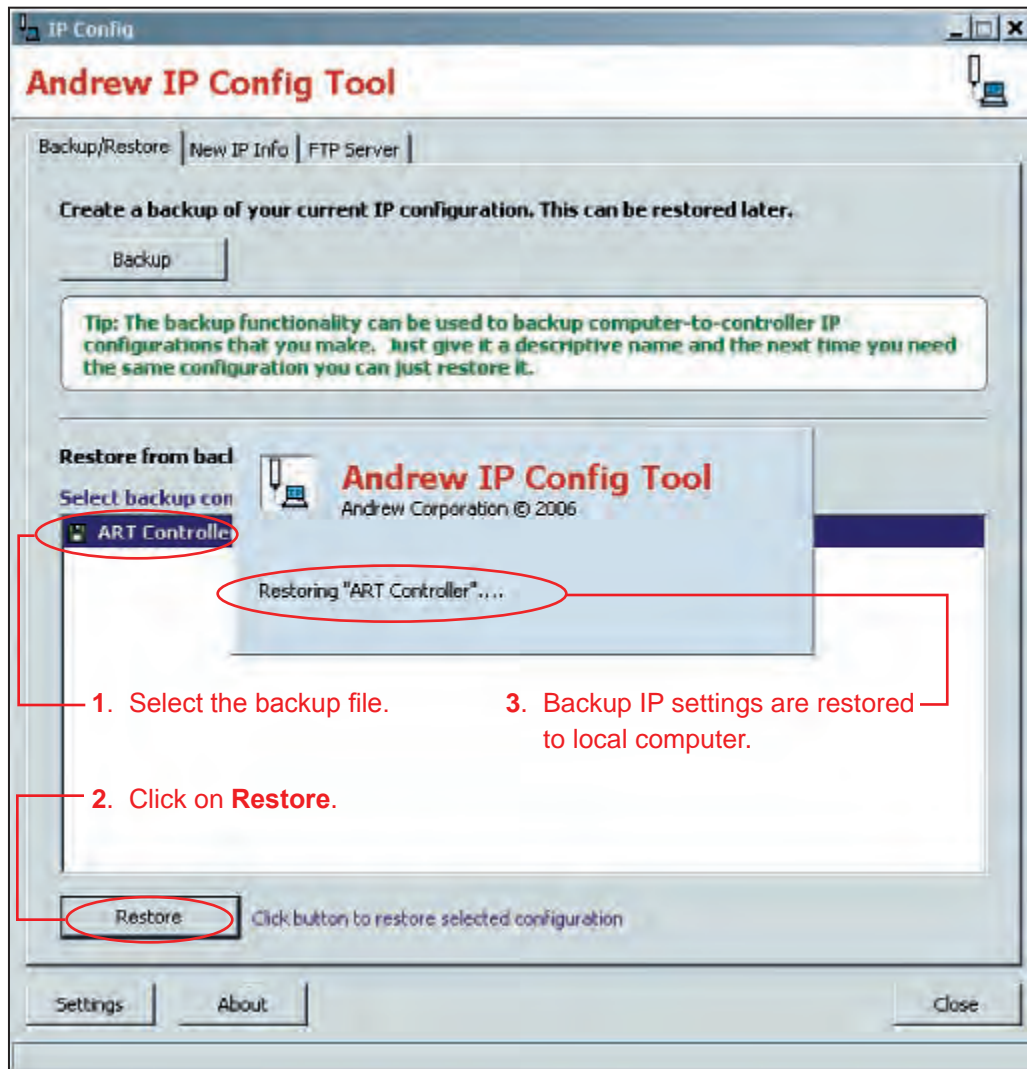 IP Config
Andrew IP Config Tool
Backup/Restore
New IP Info
FTP Server
Create a backup of your current IP configuration. This can be restored later.
Backup
Tip: The backup functionality can be used to backup computer-to-controller IP
configurations that you make. Just give it a descriptive name and the next time you need
the same configuration you can just restore it.
Restore from
Select backup
ART
Andrew IP Config Tool
Andrew Corporation © 2006
Restoring "ART Controller"....
1. Select the backup file.
3. Backup IP settings are restored
to local computer.
2. Click on Restore.
Restore
Click button to restore selected configuration
Settings
About
Close